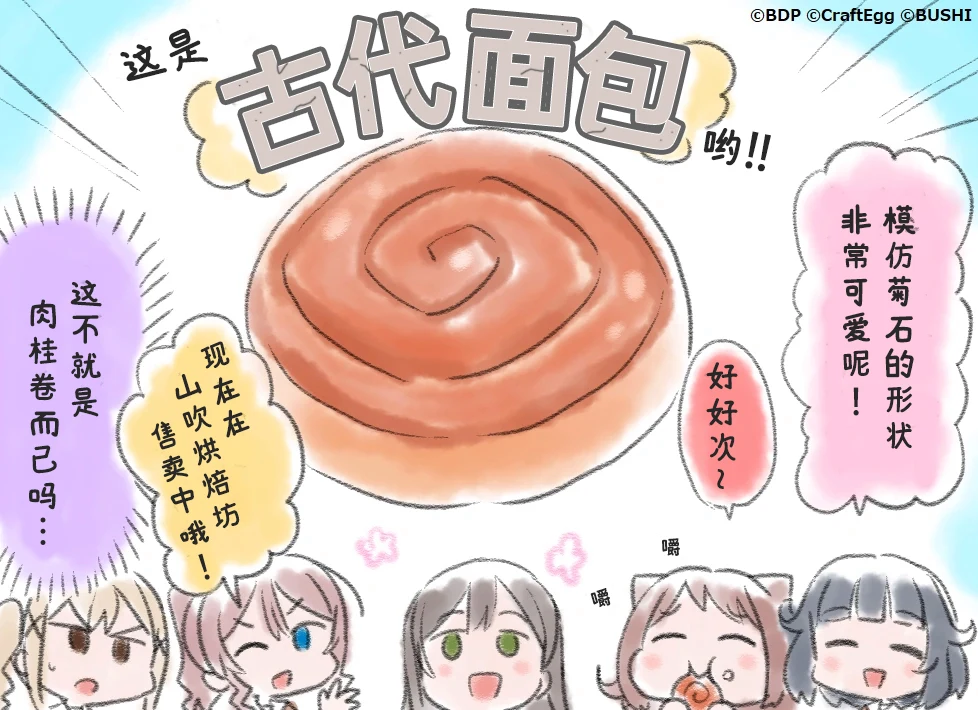 ©BDP ©CraftEgg ©BUSHI
这是
古代面包
哟!!
模仿菊石的形状
非常可爱呢！
好好次~
现在在
山吹烘焙坊
售卖中哦！
这不就是
肉桂卷而已吗…
嚼
嚼